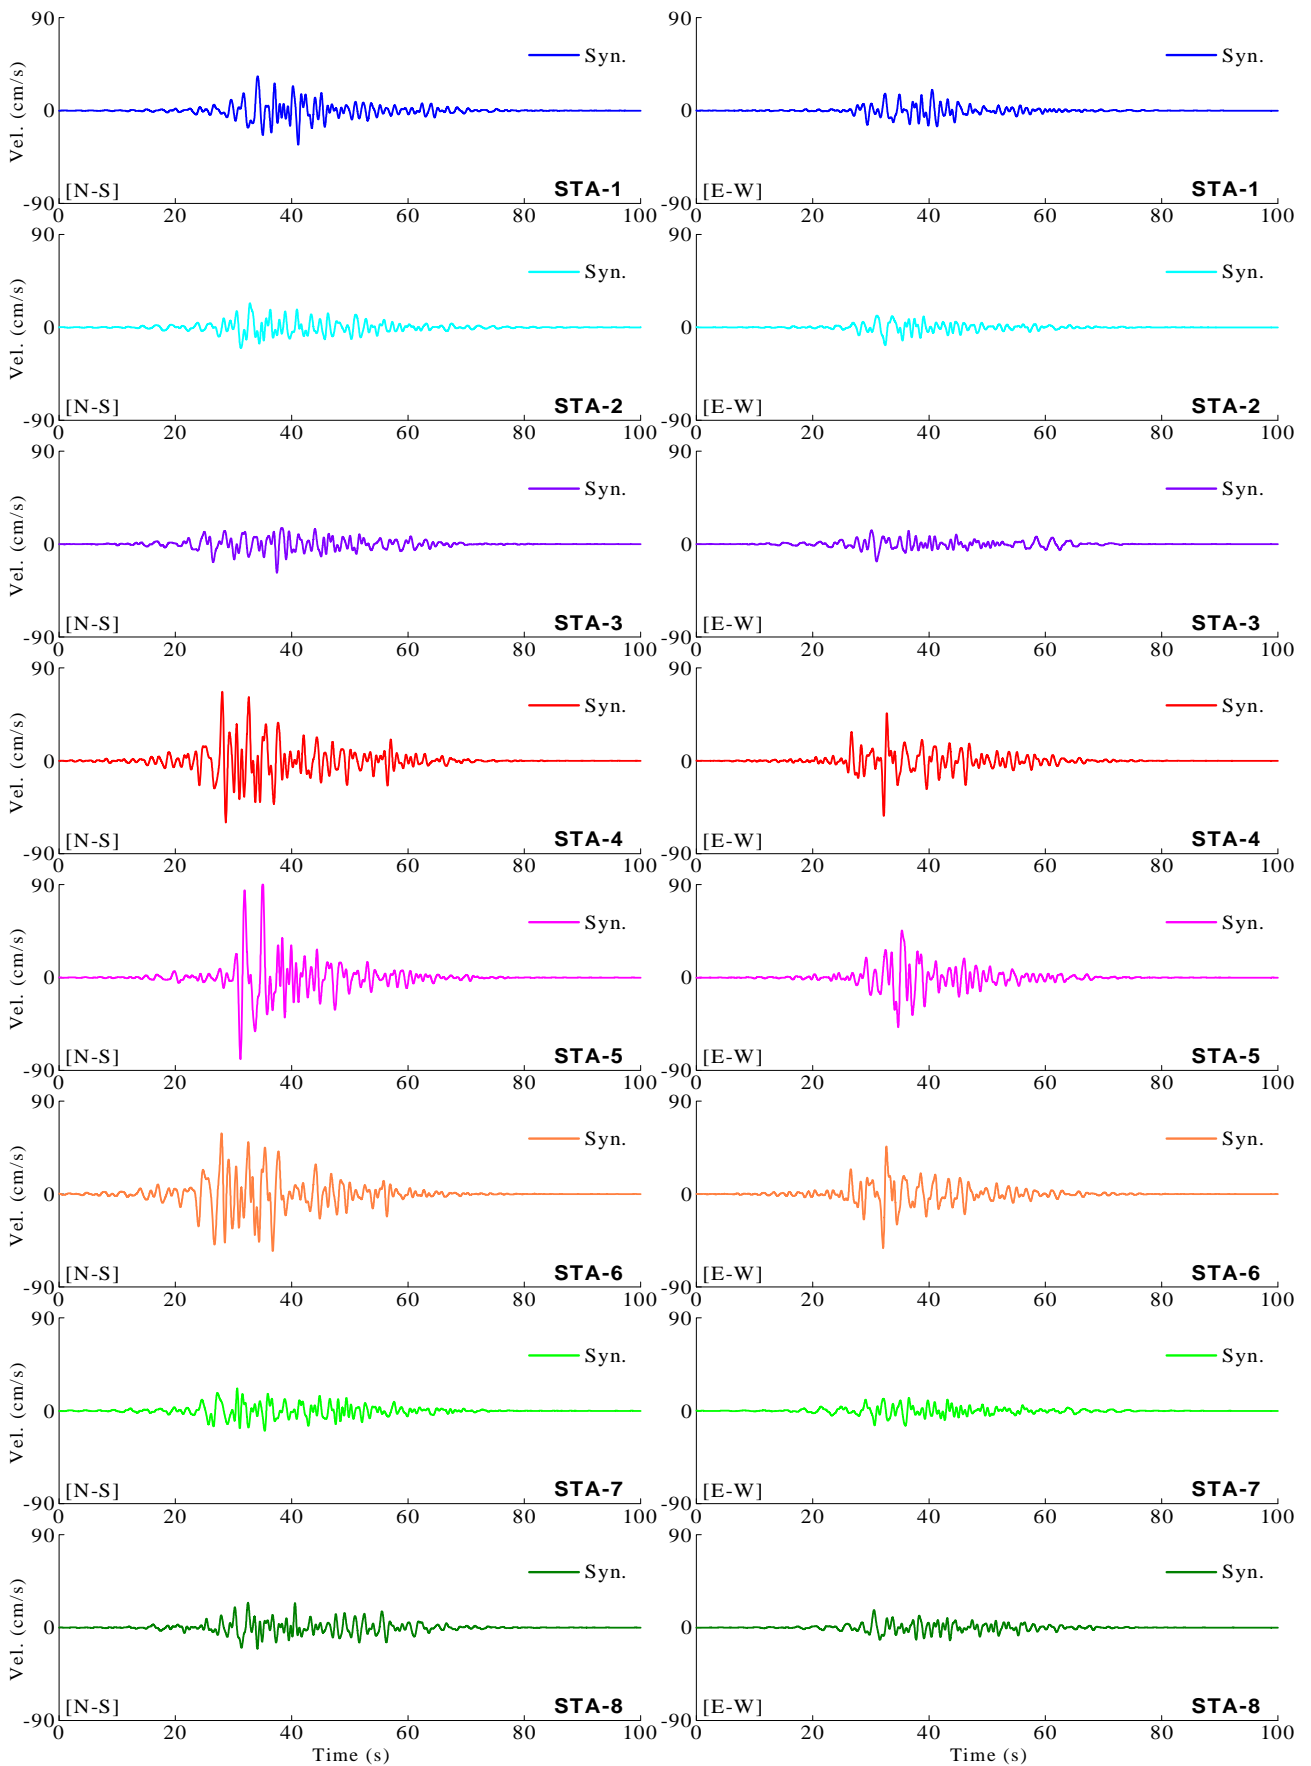 90 90
Syn. Syn.
Vel. (cm/s) 0 0
[N-S] STA-1 [E-W] STA-1
-90 -90
0 20 40 60 80 100 0 20 40 60 80 100
90 90
Syn. Syn.
Vel. (cm/s) 0 0
[N-S] STA-2 [E-W] STA-2
-90 -90
0 20 40 60 80 100 0 20 40 60 80 100
90 90
Syn. Syn.
Vel. (cm/s) 0 0
[N-S] STA-3 [E-W] STA-3
-90 -90
0 20 40 60 80 100 0 20 40 60 80 100
90 90
Syn. Syn.
Vel. (cm/s) 0 0
[N-S] STA-4 [E-W] STA-4
-90 -90
0 20 40 60 80 100 0 20 40 60 80 100
90 90
Syn. Syn.
Vel. (cm/s) 0 0
[N-S] STA-5 [E-W] STA-5
-90 -90
0 20 40 60 80 100 0 20 40 60 80 100
90 90
Syn. Syn.
Vel. (cm/s) 0 0
[N-S] STA-6 [E-W] STA-6
-90 -90
0 20 40 60 80 100 0 20 40 60 80 100
90 90
Syn. Syn.
Vel. (cm/s) 0 0
[N-S] STA-7 [E-W] STA-7
-90 -90
0 20 40 60 80 100 0 20 40 60 80 100
90 90
Syn. Syn.
Vel. (cm/s) 0 0
[N-S] STA-8 [E-W] STA-8
-90 -90
0 20 40 60 80 100 0 20 40 60 80 100
Time (s) Time (s)